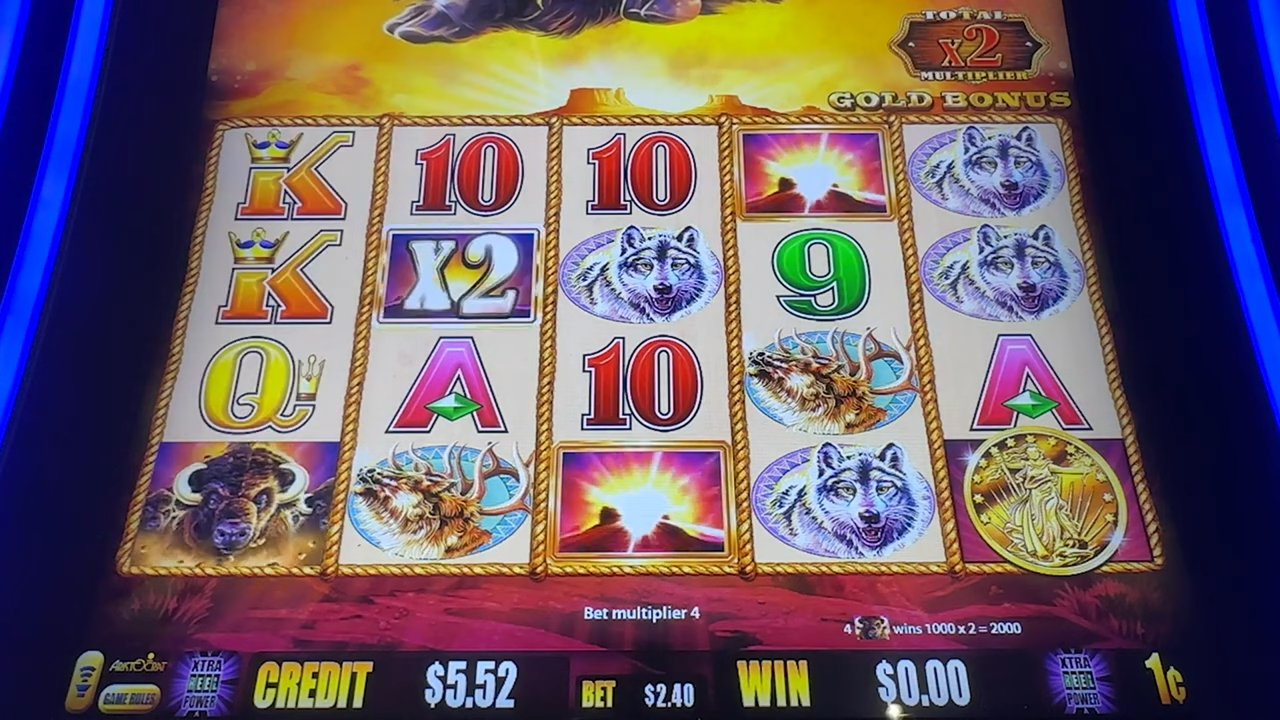 TOTAL
x2
MULTIPLIER
GOLD BONUS
K 10 10
K X2 9
Q A 10 A
Bet multiplier 4
4 wins 1000 x 2 = 2000
ARISTOCRAT
GAME RULES
XTRA
REEL
POWER
CREDIT $5.52
BET $2.40
WIN $0.00
XTRA
REEL
POWER
1¢